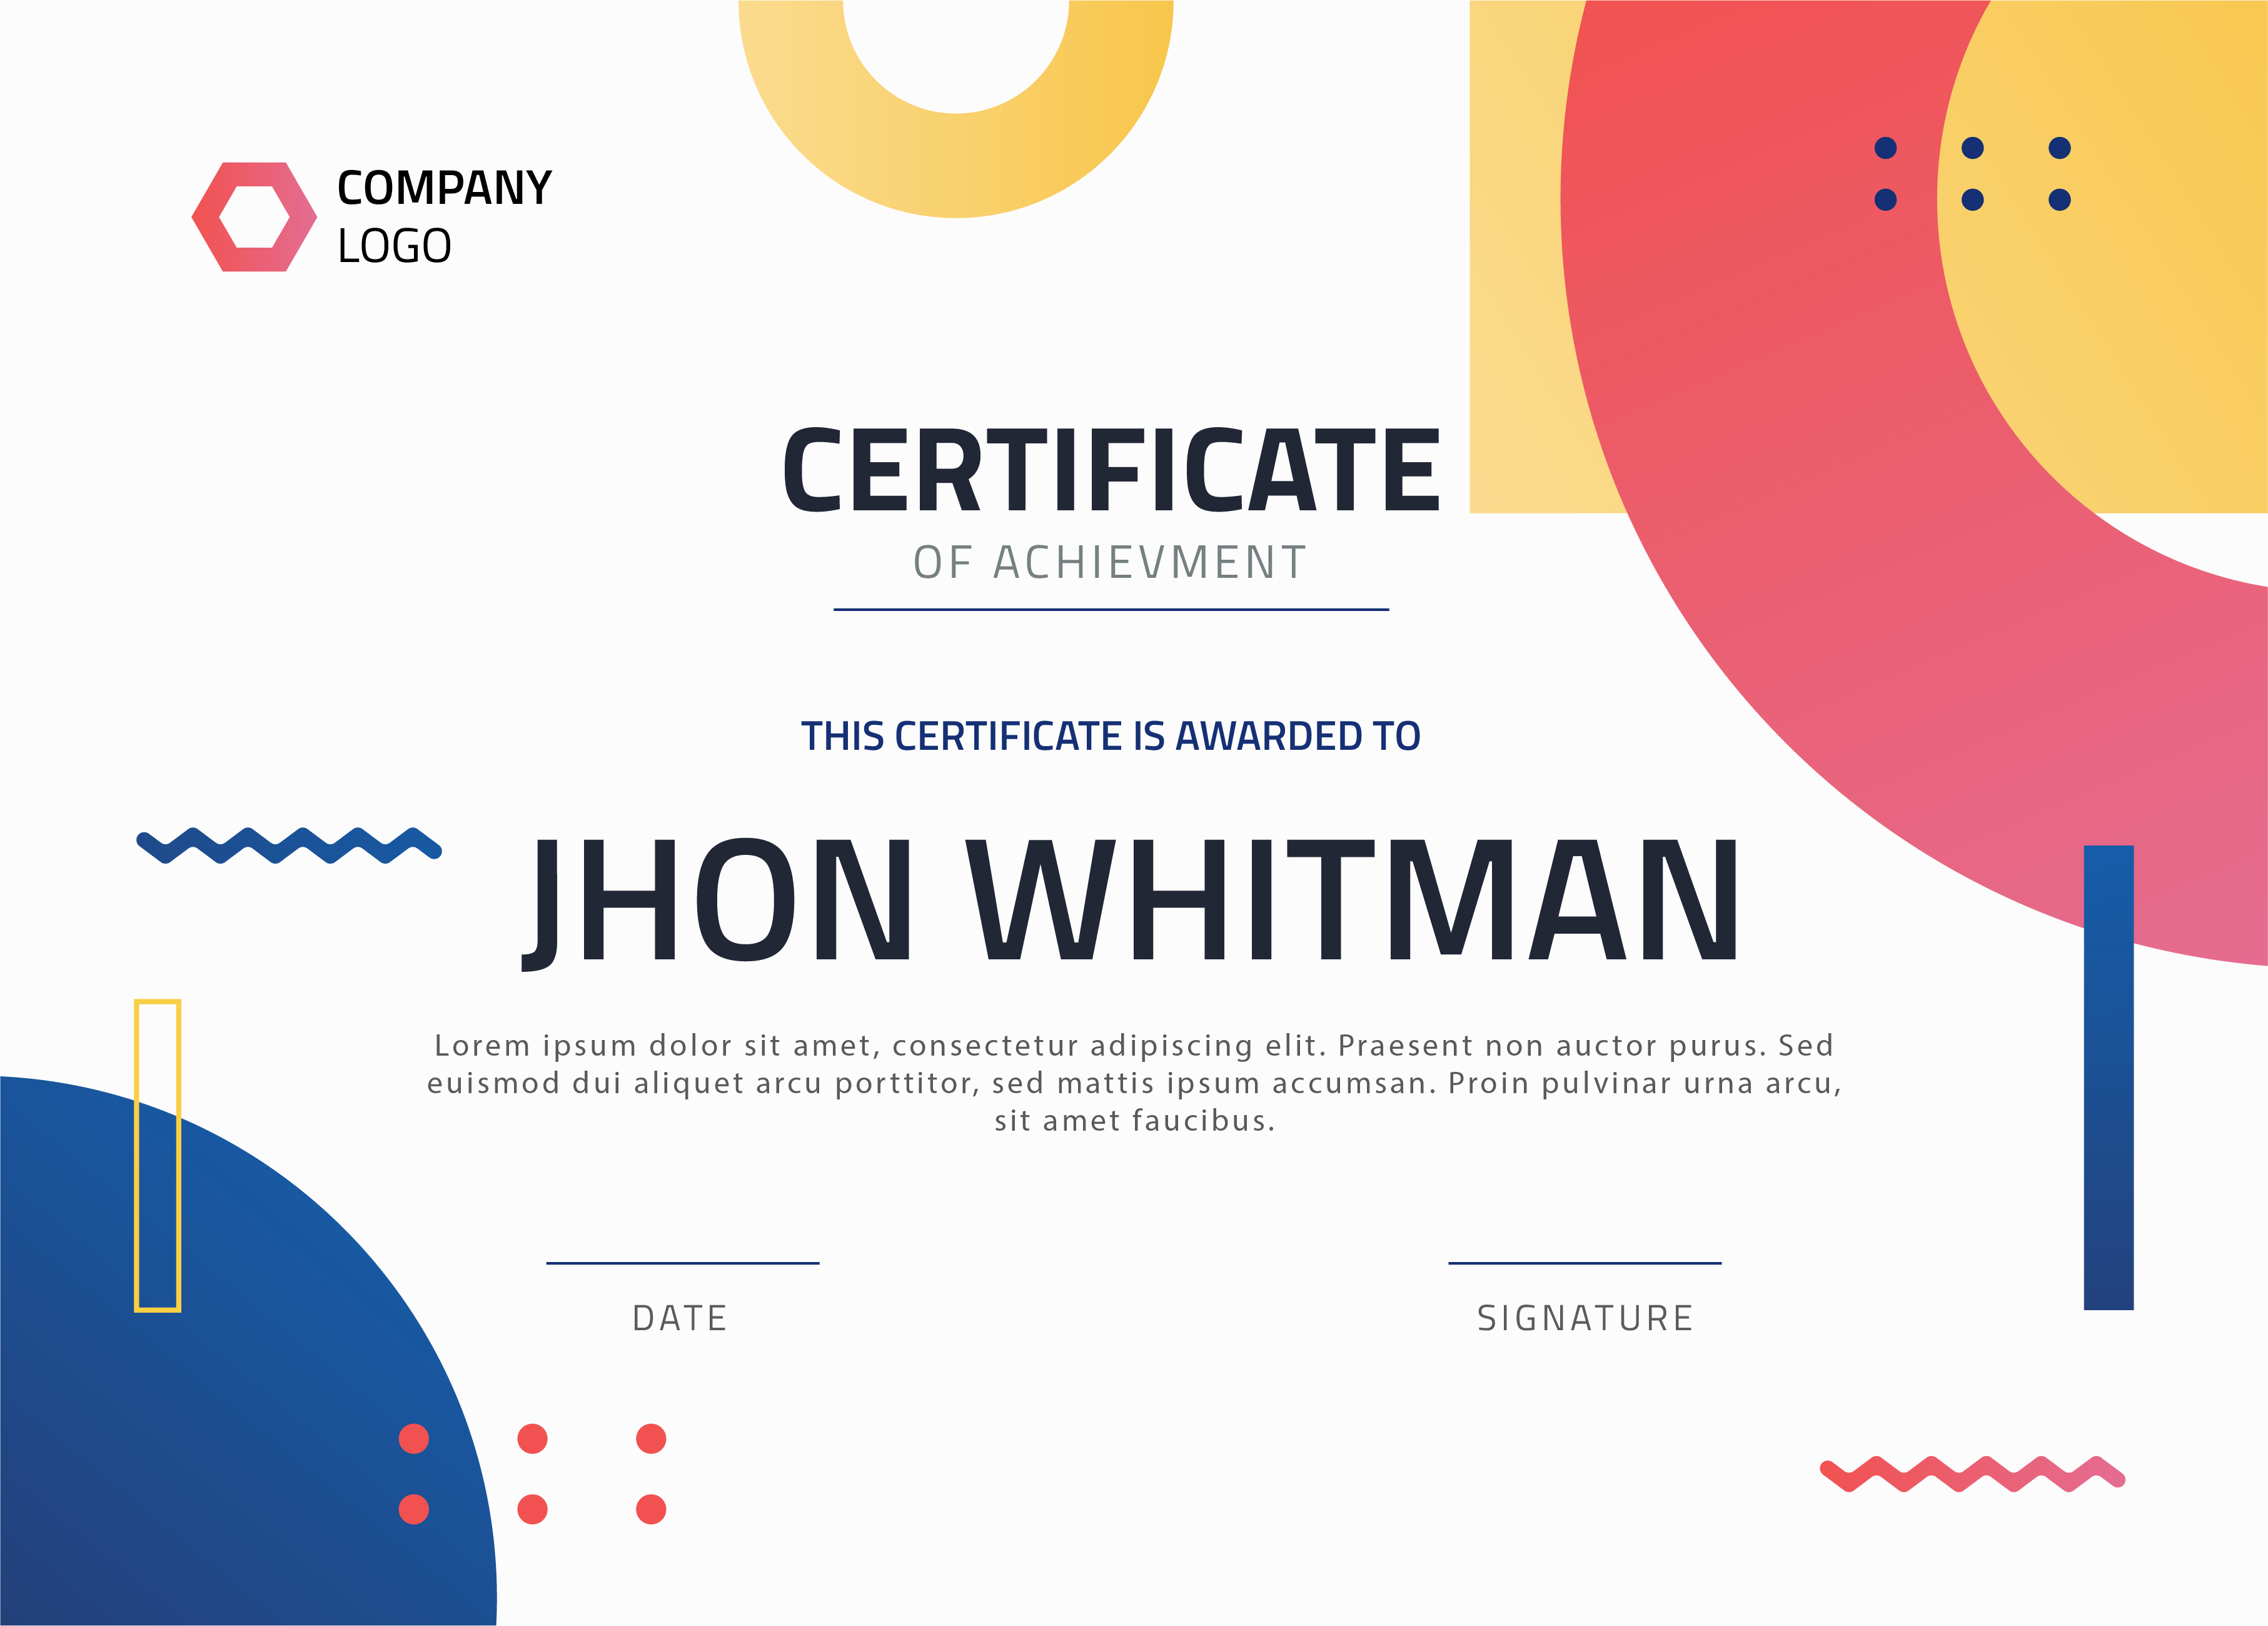 COMPANY
LOGO
CERTIFICATE
OF ACHIEVMENT
THIS CERTIFICATE IS AWARDED TO
JHON WHITMAN
Lorem ipsum dolor sit amet, consectetur adipiscing elit. Praesent non auctor purus. Sed
euismod dui aliquet arcu porttitor, sed mattis ipsum accumsan. Proin pulvinar urna arcu,
sit amet faucibus.
DATE
SIGNATURE